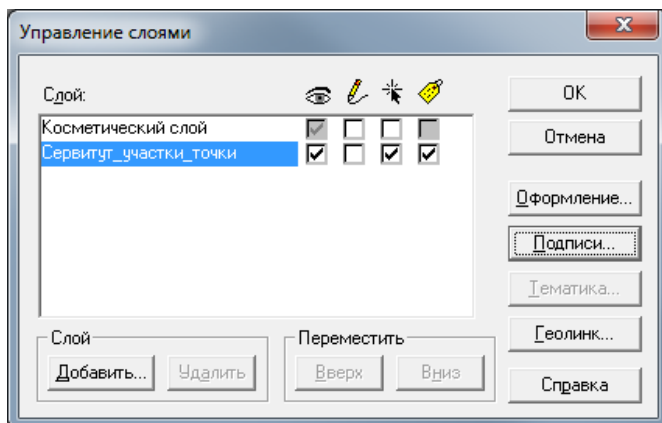 Управление слоями
Слой:
OK
Косметический слой
Отмена
Сервитут_участки_точки
Оформление...
Подписи...
Тематика...
Слой
Переместить
Геолинк...
Добавить...
Удалить
Вверх
Вниз
Справка